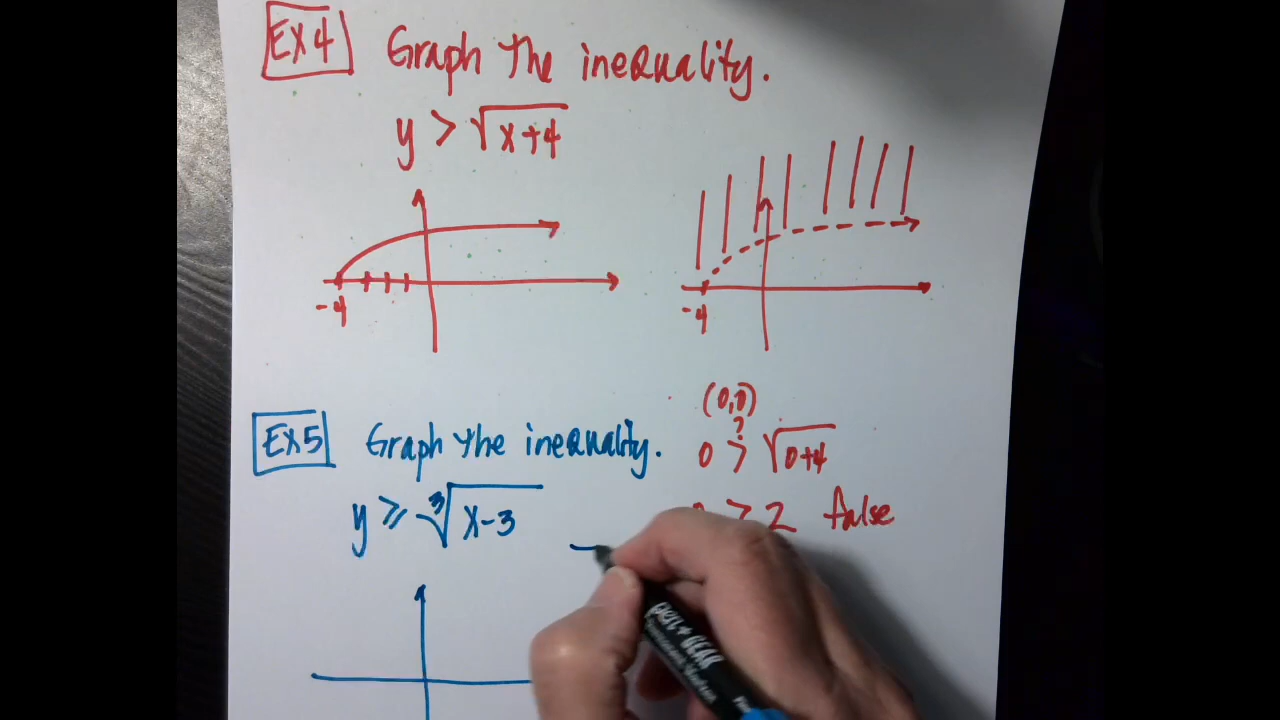 EX4 Graph the inequality.
y > √x+4
-4
-4
(0,0)
?
0 > √0+4
> 2 false
EX5 Graph the inequality.
y ≥ ∛x-3
GEAR